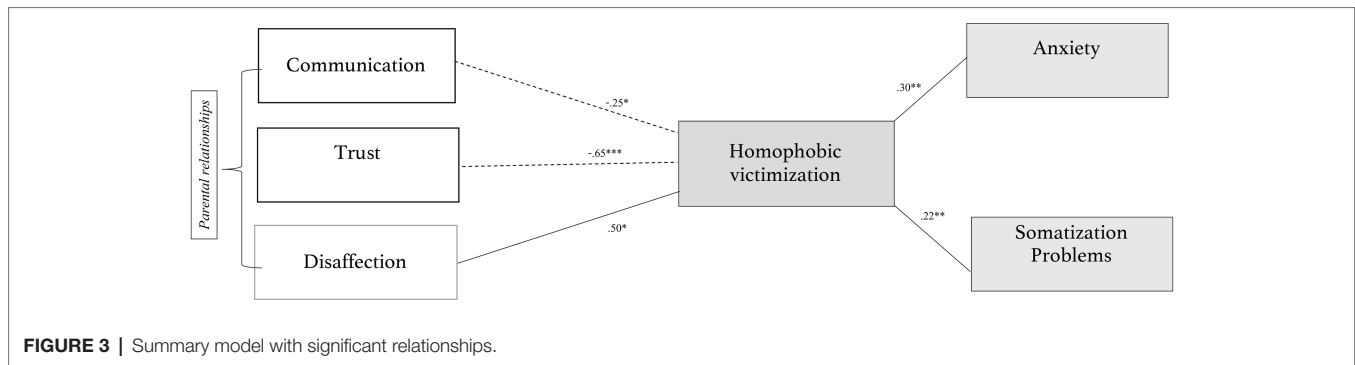 Parental relationships
Communication
Trust
Disaffection
-.25*
-.65***
.50*
Homophobic
victimization
.30**
.22**
Anxiety
Somatization
Problems
FIGURE 3 | Summary model with significant relationships.